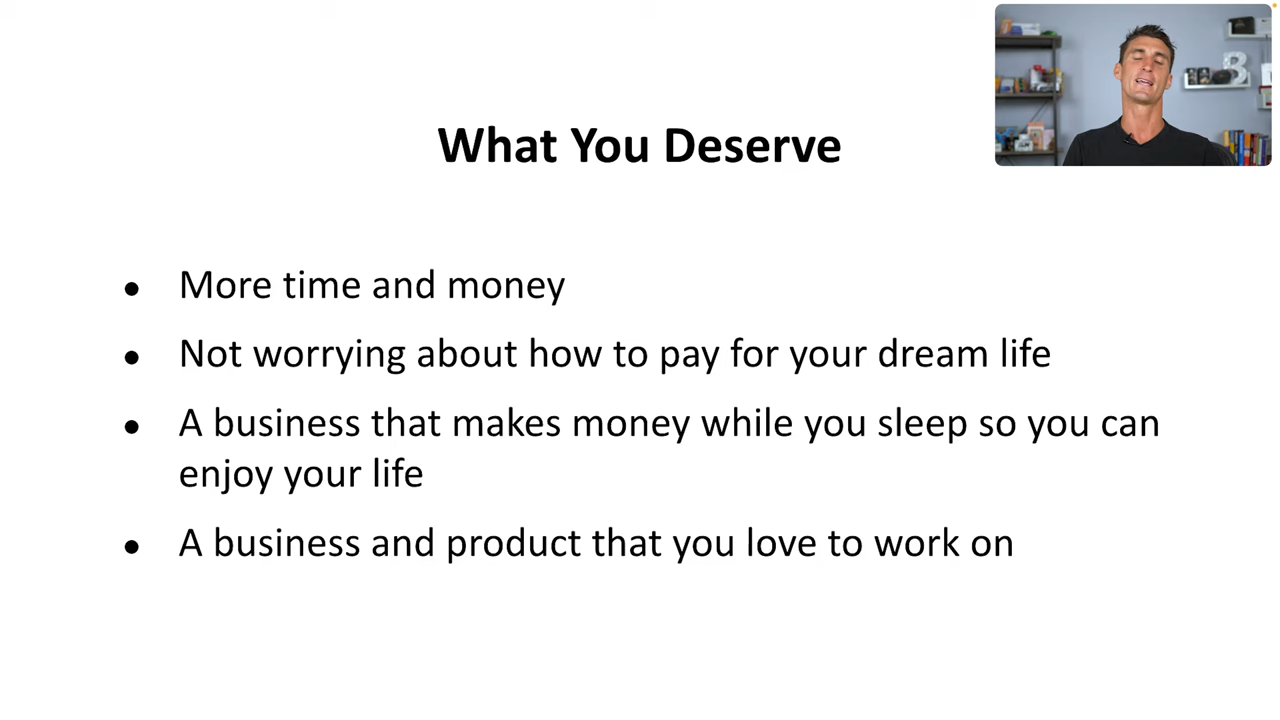 What You Deserve
● More time and money
● Not worrying about how to pay for your dream life
● A business that makes money while you sleep so you can
enjoy your life
● A business and product that you love to work on
B